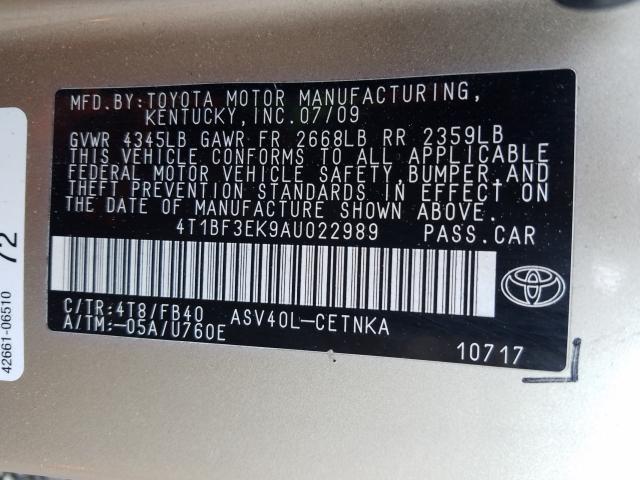 MFD.BY:TOYOTA MOTOR MANUFACTURING,
KENTUCKY, INC.07/09
GVWR 4345LB GAWR FR 2668LB RR 2359LB
THIS VEHICLE CONFORMS TO ALL APPLICABLE
FEDERAL MOTOR VEHICLE SAFETY,BUMPER,AND
THEFT PREVENTION STANDARDS IN EFFECT ON
THE DATE OF MANUFACTURE SHOWN ABOVE.
4T1BF3EK9AU022989 PASS.CAR
C/TR:4T8/FB40 ASV40L-CETNKA
A/TM:-05A/U760E
10717
72
42661-06510